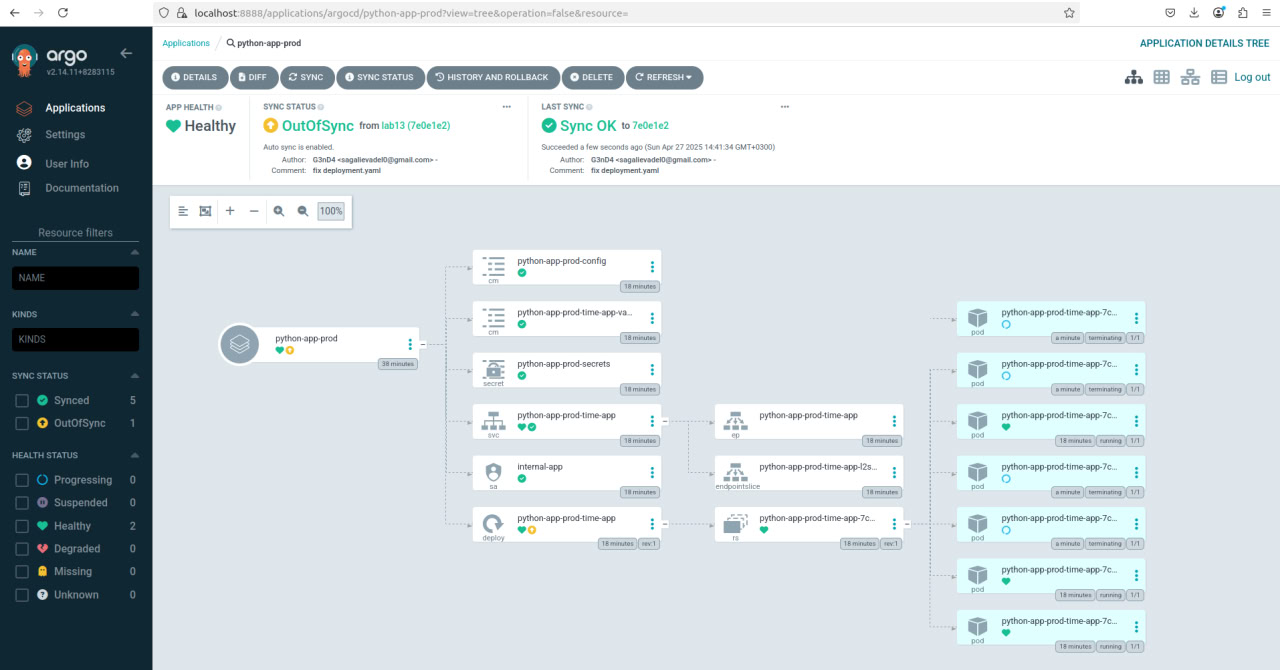 localhost:8888/applications/argocd/python-app-prod?view=tree&operation=false&resource=
argo
v2.14.11+8283115
Applications
Settings
User Info
Documentation
Resource filters
NAME
NAME
KINDS
KINDS
SYNC STATUS
Synced 5
OutOfSync 1
HEALTH STATUS
Progressing 0
Suspended 0
Healthy 2
Degraded 0
Missing 0
Unknown 0
Applications / python-app-prod
APPLICATION DETAILS TREE
DETAILS DIFF SYNC SYNC STATUS HISTORY AND ROLLBACK DELETE REFRESH
Log out
APP HEALTH
Healthy
SYNC STATUS
OutOfSync from lab13 (7e0e1e2)
Auto sync is enabled.
Author: G3nD4 <sagalievadel0@gmail.com> -
Comment: fix deployment.yaml
LAST SYNC
Sync OK to 7e0e1e2
Succeeded a few seconds ago (Sun Apr 27 2025 14:41:34 GMT+0300)
Author: G3nD4 <sagalievadel0@gmail.com> -
Comment: fix deployment.yaml
100%
python-app-prod
38 minutes
python-app-prod-config
cm
18 minutes
python-app-prod-time-app-va...
cm
18 minutes
python-app-prod-secrets
secret
18 minutes
python-app-prod-time-app
svc
18 minutes
internal-app
sa
18 minutes
python-app-prod-time-app
deploy
18 minutes rev:1
python-app-prod-time-app
ep
18 minutes
python-app-prod-time-app-l2s...
endpointslice
18 minutes
python-app-prod-time-app-7c...
rs
18 minutes rev:1
python-app-prod-time-app-7c...
pod
a minute terminating 1/1
python-app-prod-time-app-7c...
pod
a minute terminating 1/1
python-app-prod-time-app-7c...
pod
18 minutes running 1/1
python-app-prod-time-app-7c...
pod
a minute terminating 1/1
python-app-prod-time-app-7c...
pod
a minute terminating 1/1
python-app-prod-time-app-7c...
pod
18 minutes running 1/1
python-app-prod-time-app-7c...
pod
18 minutes running 1/1